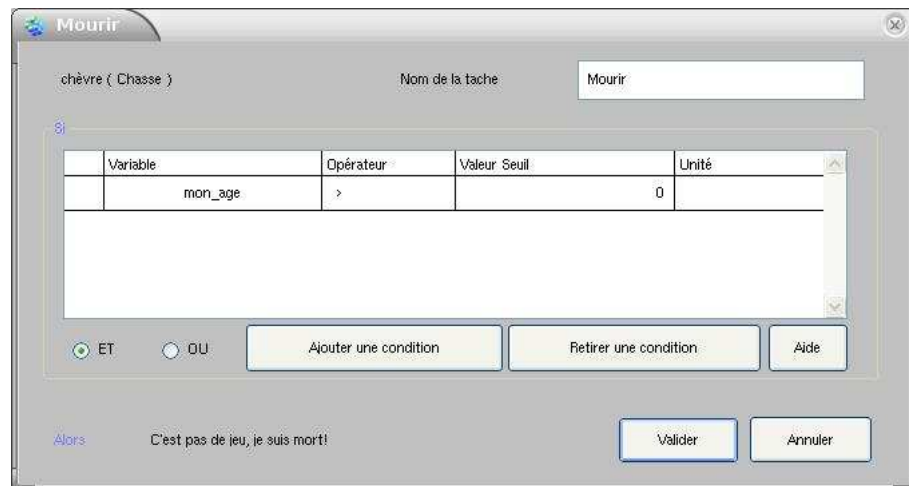 Mourir
chèvre ( Chasse ) Nom de la tache Mourir
Si
Variable Opérateur Valeur Seuil Unité
mon_age > 0
ET OU Ajouter une condition Retirer une condition Aide
Alors C'est pas de jeu, je suis mort! Valider Annuler